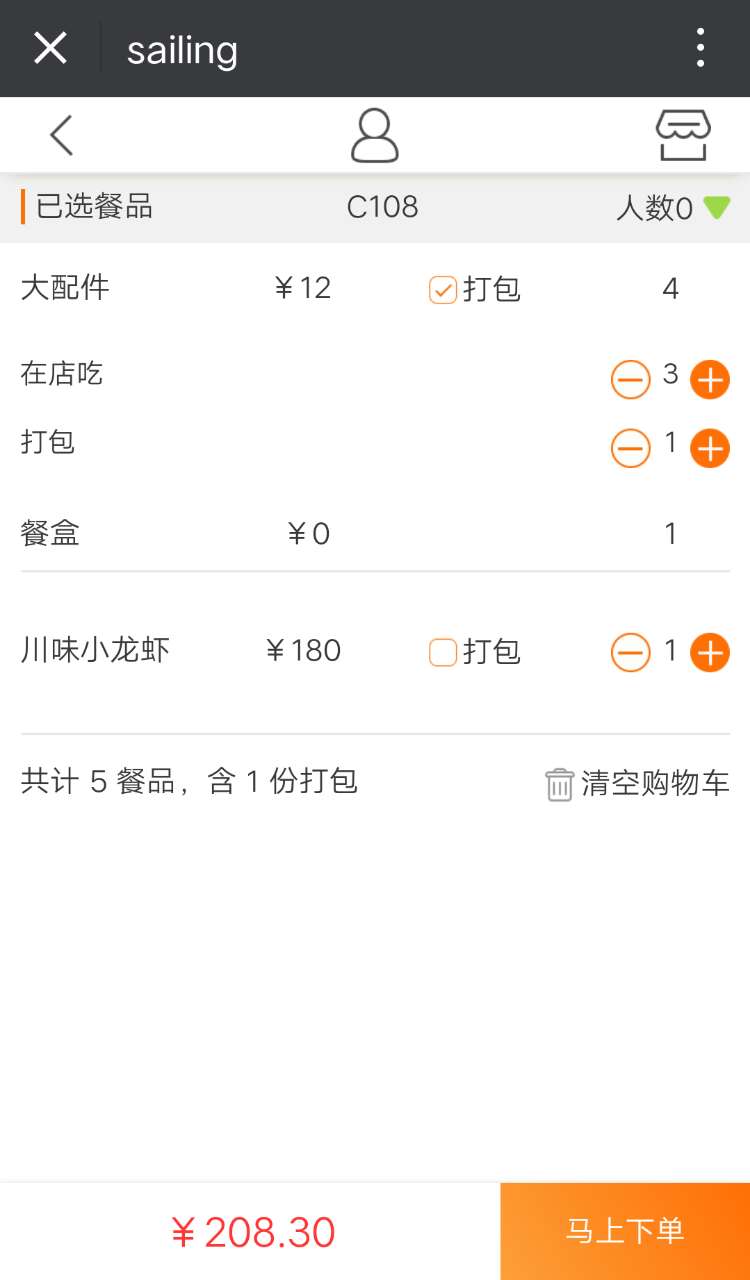 sailing
已选餐品 C108 人数0
大配件 ￥12 打包 4
在店吃 3
打包 1
餐盒 ￥0 1
川味小龙虾 ￥180 打包 1
共计 5 餐品，含 1 份打包 清空购物车
￥208.30 马上下单